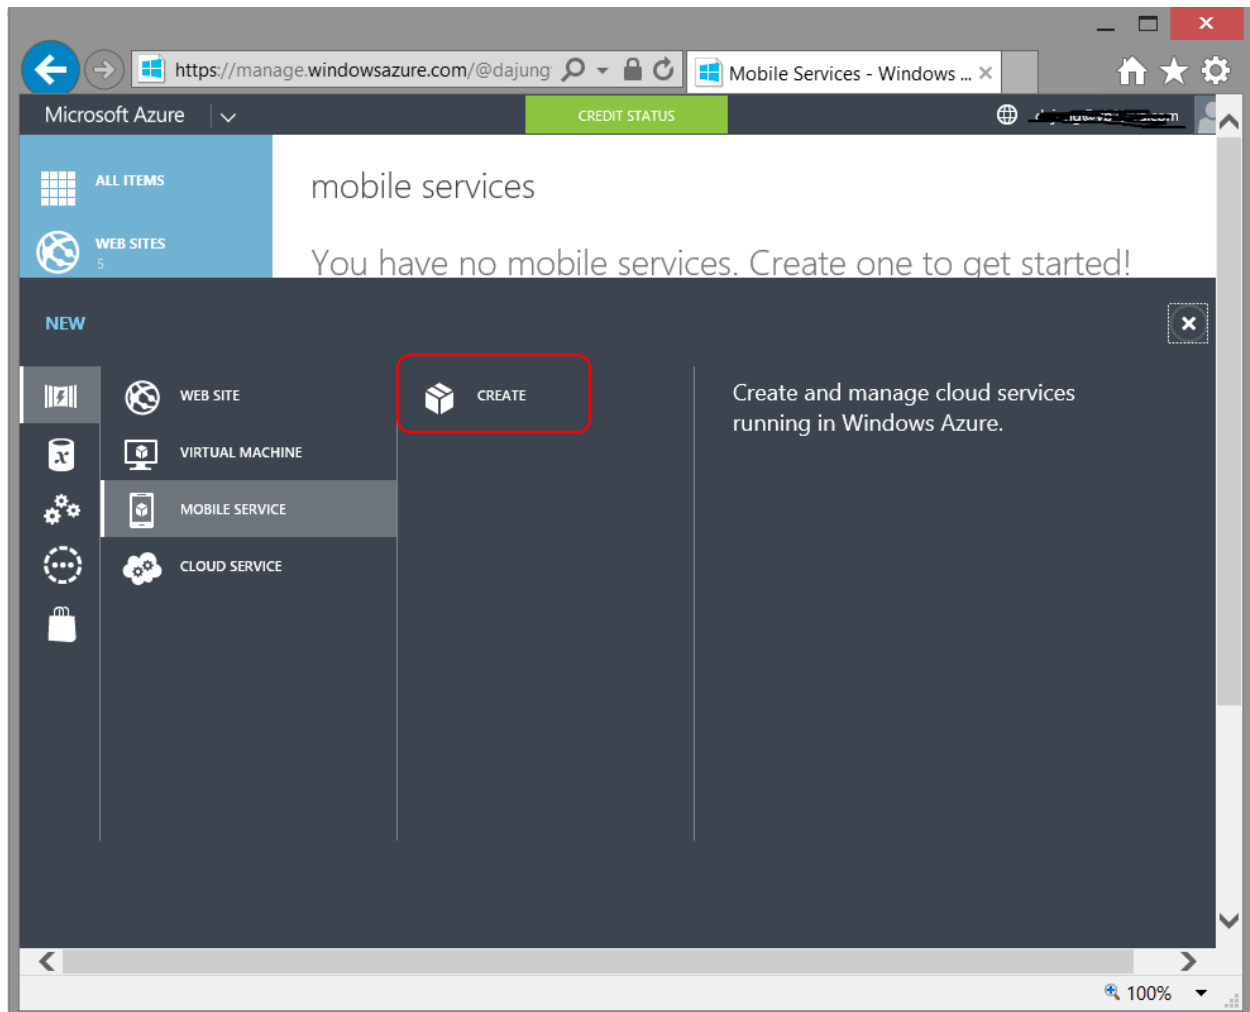 https://manage.windowsazure.com/@dajung
Mobile Services - Windows ...
Microsoft Azure
CREDIT STATUS
ALL ITEMS
mobile services
WEB SITES
5
You have no mobile services. Create one to get started!
NEW
WEB SITE
CREATE
Create and manage cloud services
running in Windows Azure.
VIRTUAL MACHINE
MOBILE SERVICE
CLOUD SERVICE
100%